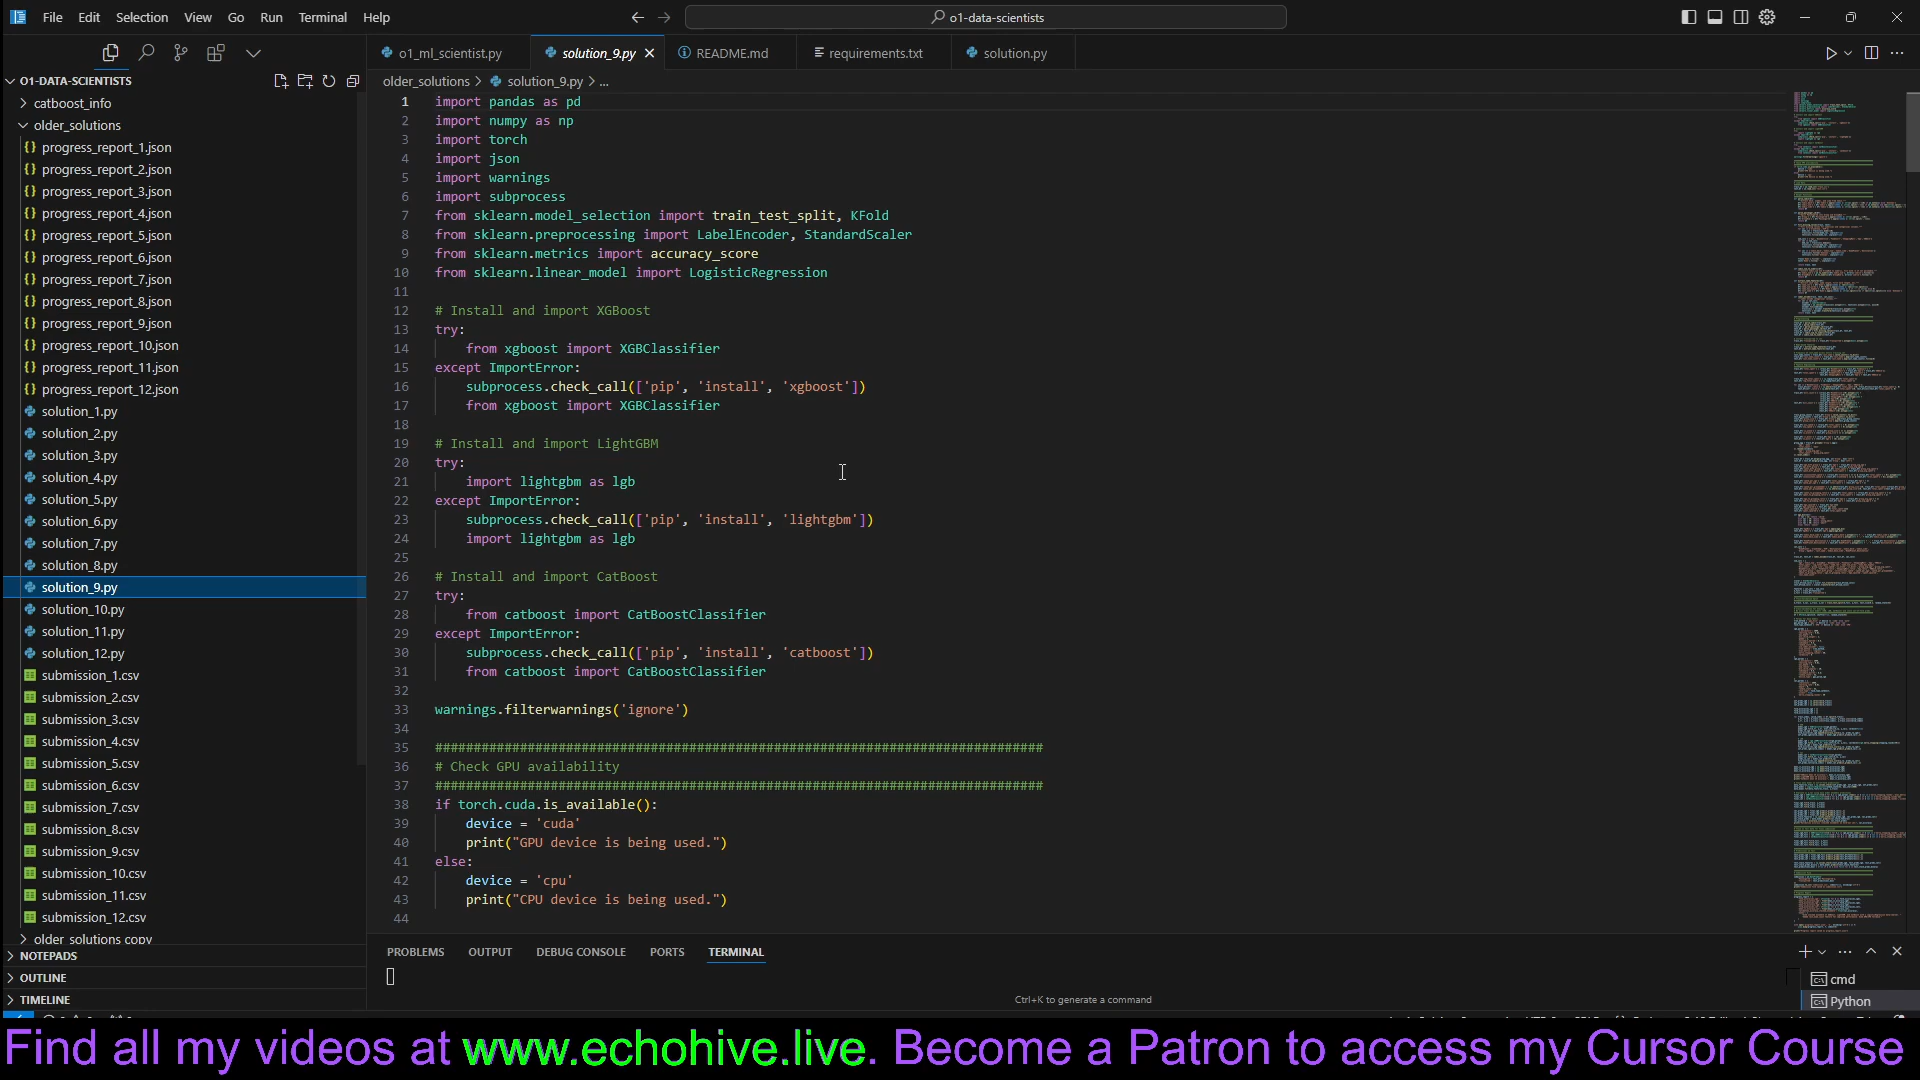 File Edit Selection View Go Run Terminal Help
o1-data-scientists
o1_ml_scientist.py
solution_9.py
README.md
requirements.txt
solution.py
O1-DATA-SCIENTISTS
catboost_info
older_solutions
progress_report_1.json
progress_report_2.json
progress_report_3.json
progress_report_4.json
progress_report_5.json
progress_report_6.json
progress_report_7.json
progress_report_8.json
progress_report_9.json
progress_report_10.json
progress_report_11.json
progress_report_12.json
solution_1.py
solution_2.py
solution_3.py
solution_4.py
solution_5.py
solution_6.py
solution_7.py
solution_8.py
solution_9.py
solution_10.py
solution_11.py
solution_12.py
submission_1.csv
submission_2.csv
submission_3.csv
submission_4.csv
submission_5.csv
submission_6.csv
submission_7.csv
submission_8.csv
submission_9.csv
submission_10.csv
submission_11.csv
submission_12.csv
older solutions copy
NOTEPADS
OUTLINE
TIMELINE
older_solutions > solution_9.py > ...
1 import pandas as pd
2 import numpy as np
3 import torch
4 import json
5 import warnings
6 import subprocess
7 from sklearn.model_selection import train_test_split, KFold
8 from sklearn.preprocessing import LabelEncoder, StandardScaler
9 from sklearn.metrics import accuracy_score
10 from sklearn.linear_model import LogisticRegression
11
12 # Install and import XGBoost
13 try:
14 from xgboost import XGBClassifier
15 except ImportError:
16 subprocess.check_call(['pip', 'install', 'xgboost'])
17 from xgboost import XGBClassifier
18
19 # Install and import LightGBM
20 try:
21 import lightgbm as lgb
22 except ImportError:
23 subprocess.check_call(['pip', 'install', 'lightgbm'])
24 import lightgbm as lgb
25
26 # Install and import CatBoost
27 try:
28 from catboost import CatBoostClassifier
29 except ImportError:
30 subprocess.check_call(['pip', 'install', 'catboost'])
31 from catboost import CatBoostClassifier
32
33 warnings.filterwarnings('ignore')
34
35 ###############################################################################
36 # Check GPU availability
37 ###############################################################################
38 if torch.cuda.is_available():
39 device = 'cuda'
40 print("GPU device is being used.")
41 else:
42 device = 'cpu'
43 print("CPU device is being used.")
44
PROBLEMS OUTPUT DEBUG CONSOLE PORTS TERMINAL
Ctrl+K to generate a command
cmd
Python
Find all my videos at www.echohive.live. Become a Patron to access my Cursor Course